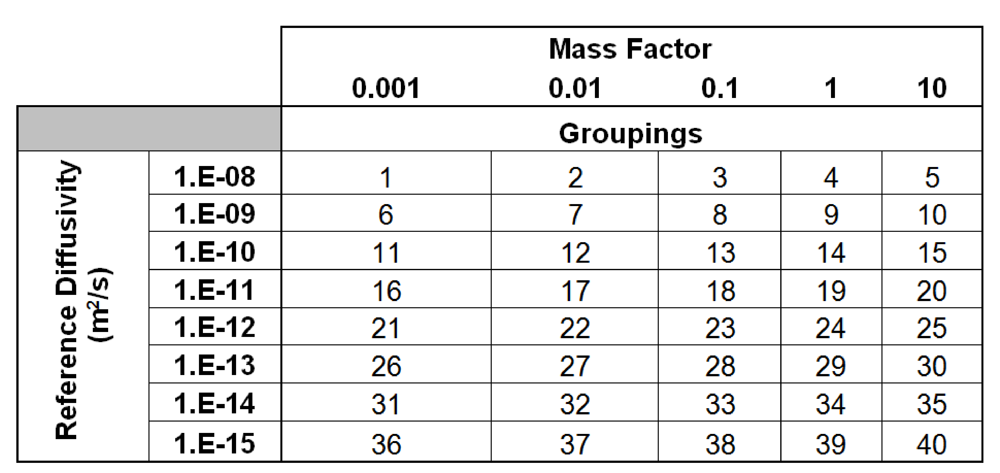 Mass Factor
0.001 0.01 0.1 1 10
Groupings
Reference Diffusivity
(m²/s)
1.E-08 1 2 3 4 5
1.E-09 6 7 8 9 10
1.E-10 11 12 13 14 15
1.E-11 16 17 18 19 20
1.E-12 21 22 23 24 25
1.E-13 26 27 28 29 30
1.E-14 31 32 33 34 35
1.E-15 36 37 38 39 40